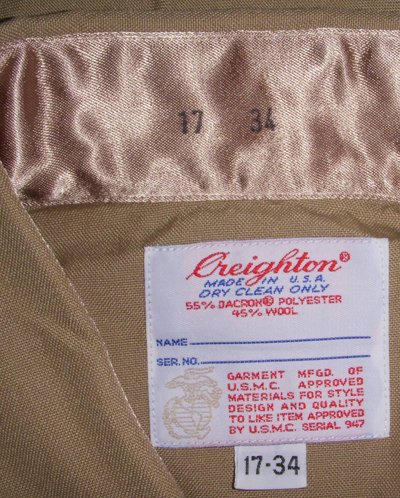 17 34
Creighton®
MADE IN U.S.A.
DRY CLEAN ONLY
55% DACRON® POLYESTER
45% WOOL
NAME
SER. NO.
GARMENT MFGD. OF
U.S.M.C. APPROVED
MATERIALS FOR STYLE
DESIGN AND QUALITY
TO LIKE ITEM APPROVED
BY U.S.M.C. SERIAL 947
17-34